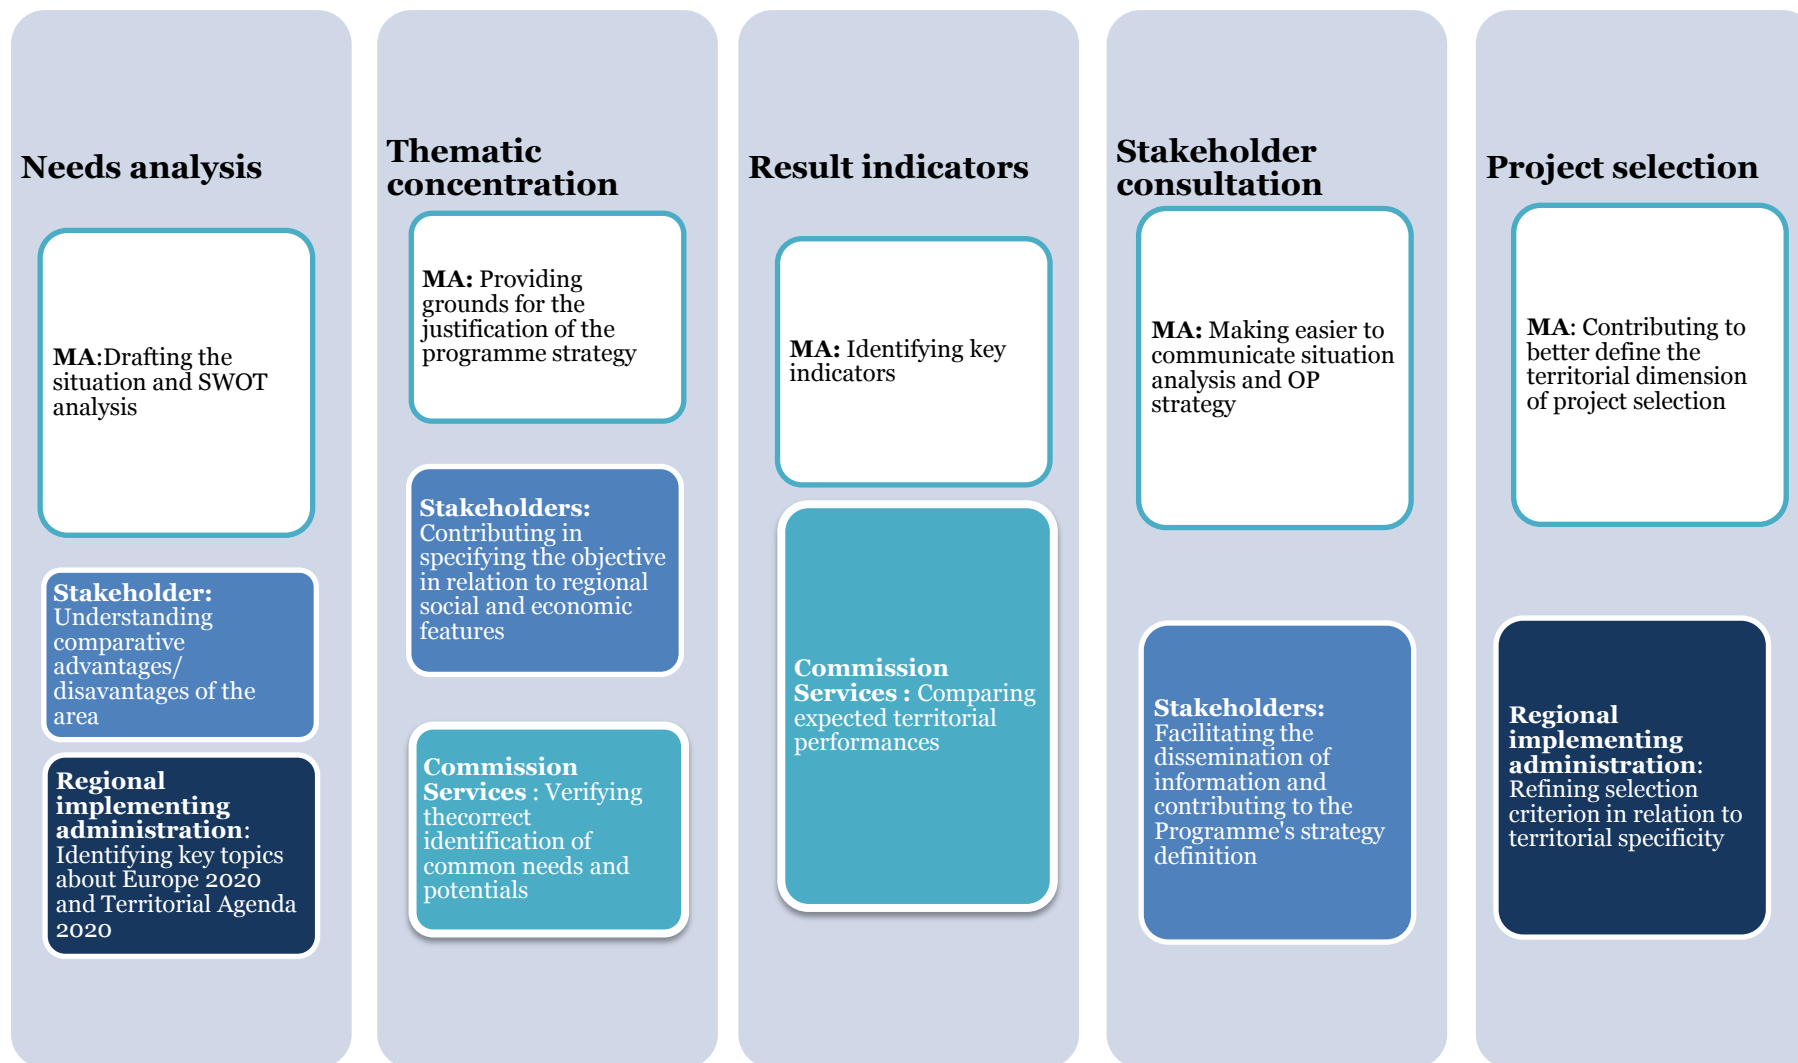 Needs analysis
MA:Drafting the
situation and SWOT
analysis
Stakeholder:
Understanding
comparative
advantages/
disavantages of the
area
Regional
implementing
administration:
Identifying key topics
about Europe 2020
and Territorial Agenda
2020
Thematic
concentration
MA: Providing
grounds for the
justification of the
programme strategy
Stakeholders:
Contributing in
specifying the objective
in relation to regional
social and economic
features
Commission
Services : Verifying
thecorrect
identification of
common needs and
potentials
Result indicators
MA: Identifying key
indicators
Commission
Services : Comparing
expected territorial
performances
Stakeholder
consultation
MA: Making easier to
communicate situation
analysis and OP
strategy
Stakeholders:
Facilitating the
dissemination of
information and
contributing to the
Programme's strategy
definition
Project selection
MA: Contributing to
better define the
territorial dimension
of project selection
Regional
implementing
administration:
Refining selection
criterion in relation to
territorial specificity